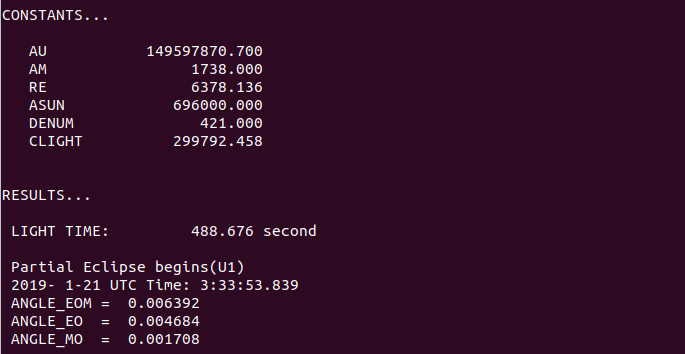 CONSTANTS...
AU 149597870.700
AM 1738.000
RE 6378.136
ASUN 696000.000
DENUM 421.000
CLIGHT 299792.458
RESULTS...
LIGHT TIME: 488.676 second
Partial Eclipse begins(U1)
2019- 1-21 UTC Time: 3:33:53.839
ANGLE_EOM = 0.006392
ANGLE_EO = 0.004684
ANGLE_MO = 0.001708